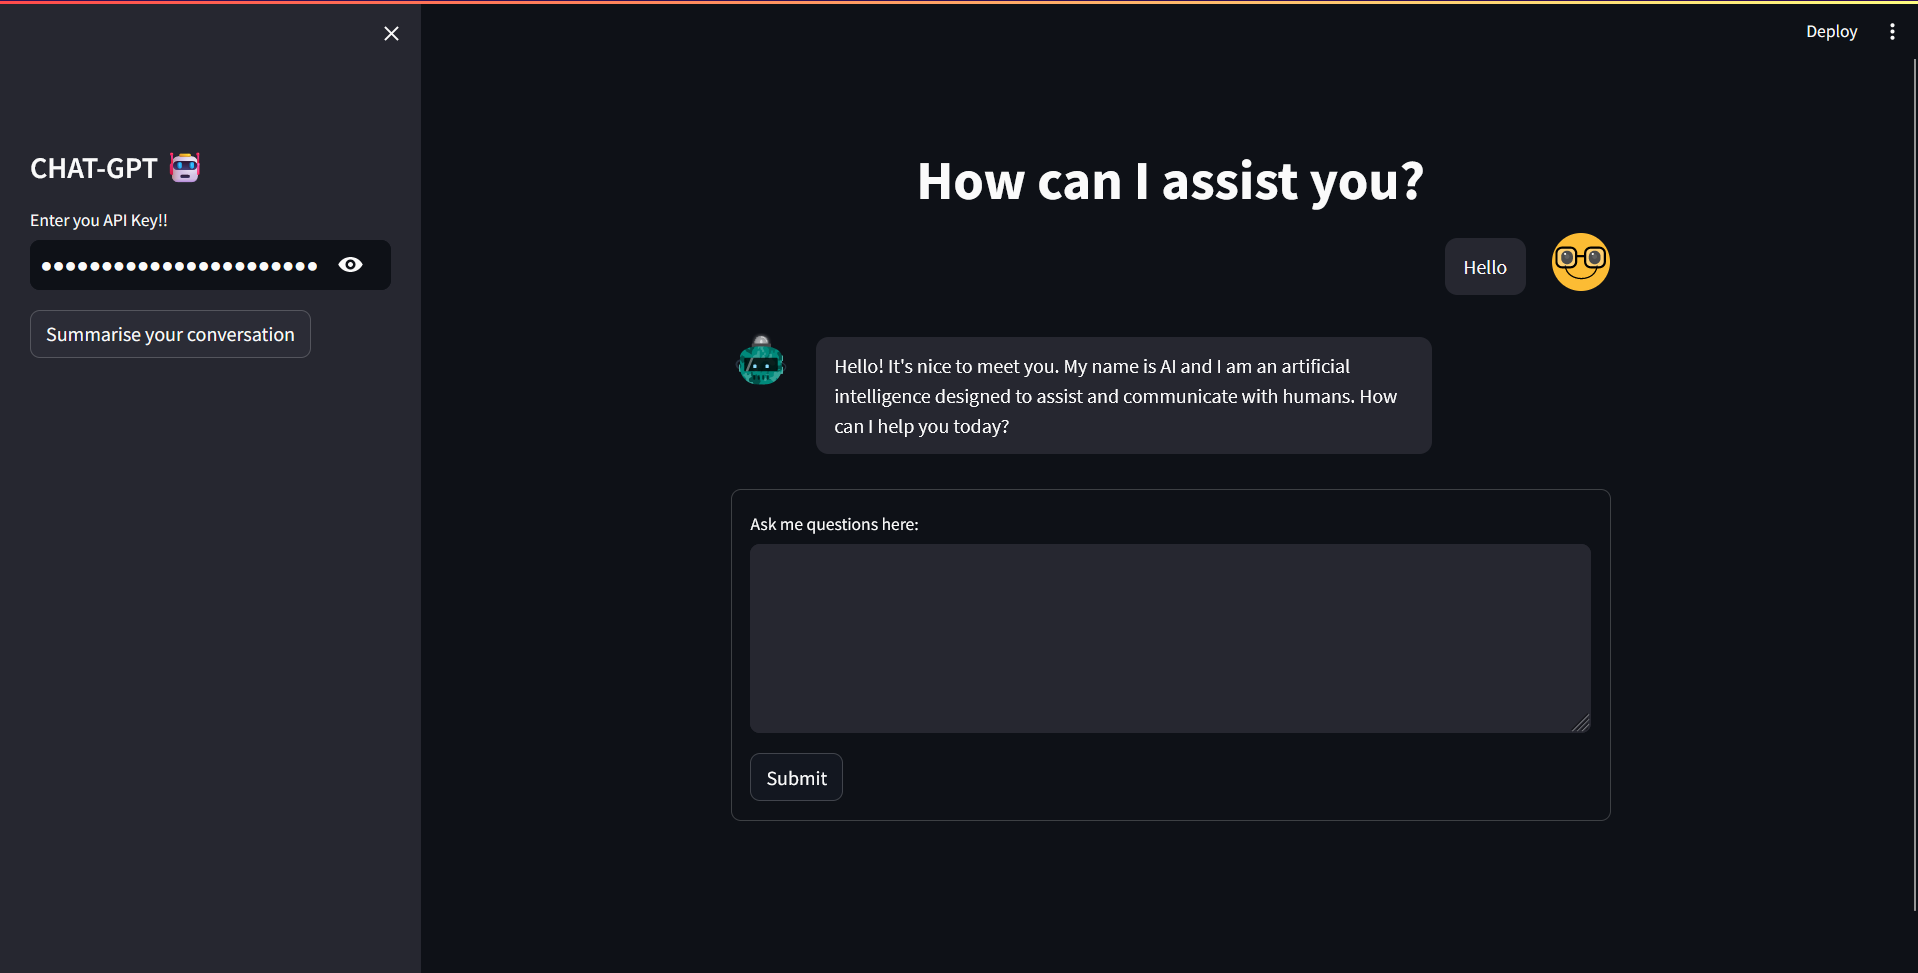 Deploy
CHAT-GPT
Enter you API Key!!
Summarise your conversation
How can I assist you?
Hello
Hello! It's nice to meet you. My name is AI and I am an artificial
intelligence designed to assist and communicate with humans. How
can I help you today?
Ask me questions here:
Submit